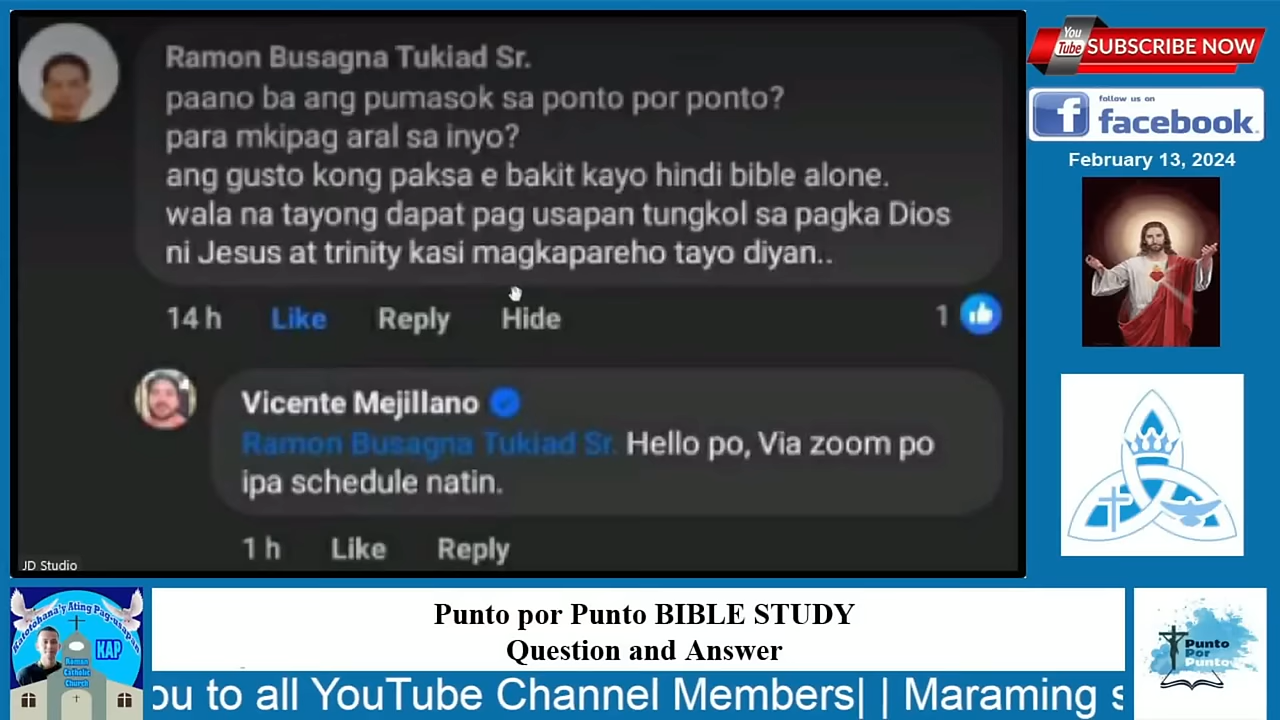 Ramon Busagna Tukiad Sr.
paano ba ang pumasok sa ponto por ponto?
para mkipag aral sa inyo?
ang gusto kong paksa e bakit kayo hindi bible alone.
wala na tayong dapat pag usapan tungkol sa pagka Dios
ni Jesus at trinity kasi magkapareho tayo diyan..
14 h Like Reply Hide 1
Vicente Mejillano
Ramon Busagna Tukiad Sr. Hello po, Via zoom po
ipa schedule natin.
1 h Like Reply
JD Studio
You Tube SUBSCRIBE NOW
follow us on
facebook.
February 13, 2024
Katotohana'y Ating Pag-usapan
KAP
Roman
Catholic
Church
Punto por Punto BIBLE STUDY
Question and Answer
ou to all YouTube Channel Members| | Maraming s
Punto
Por
Punto